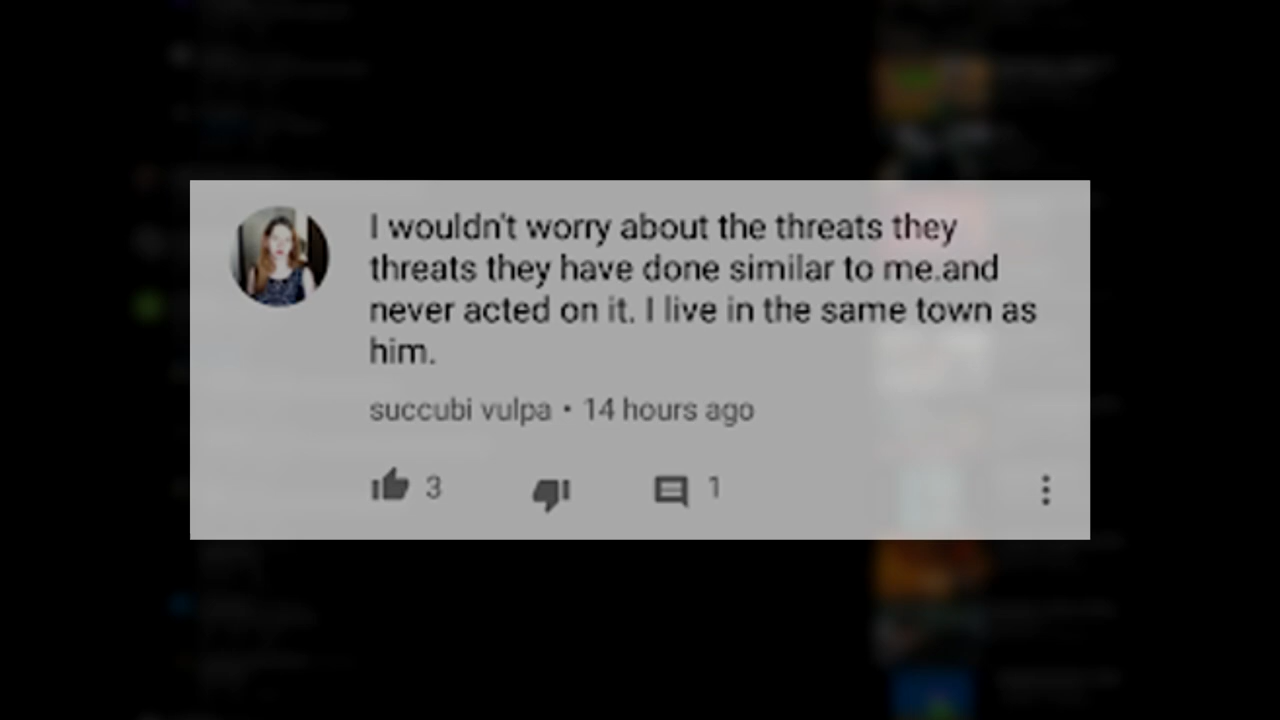 I wouldn't worry about the threats they
threats they have done similar to me.and
never acted on it. I live in the same town as
him.
succubi vulpa • 14 hours ago
3 1